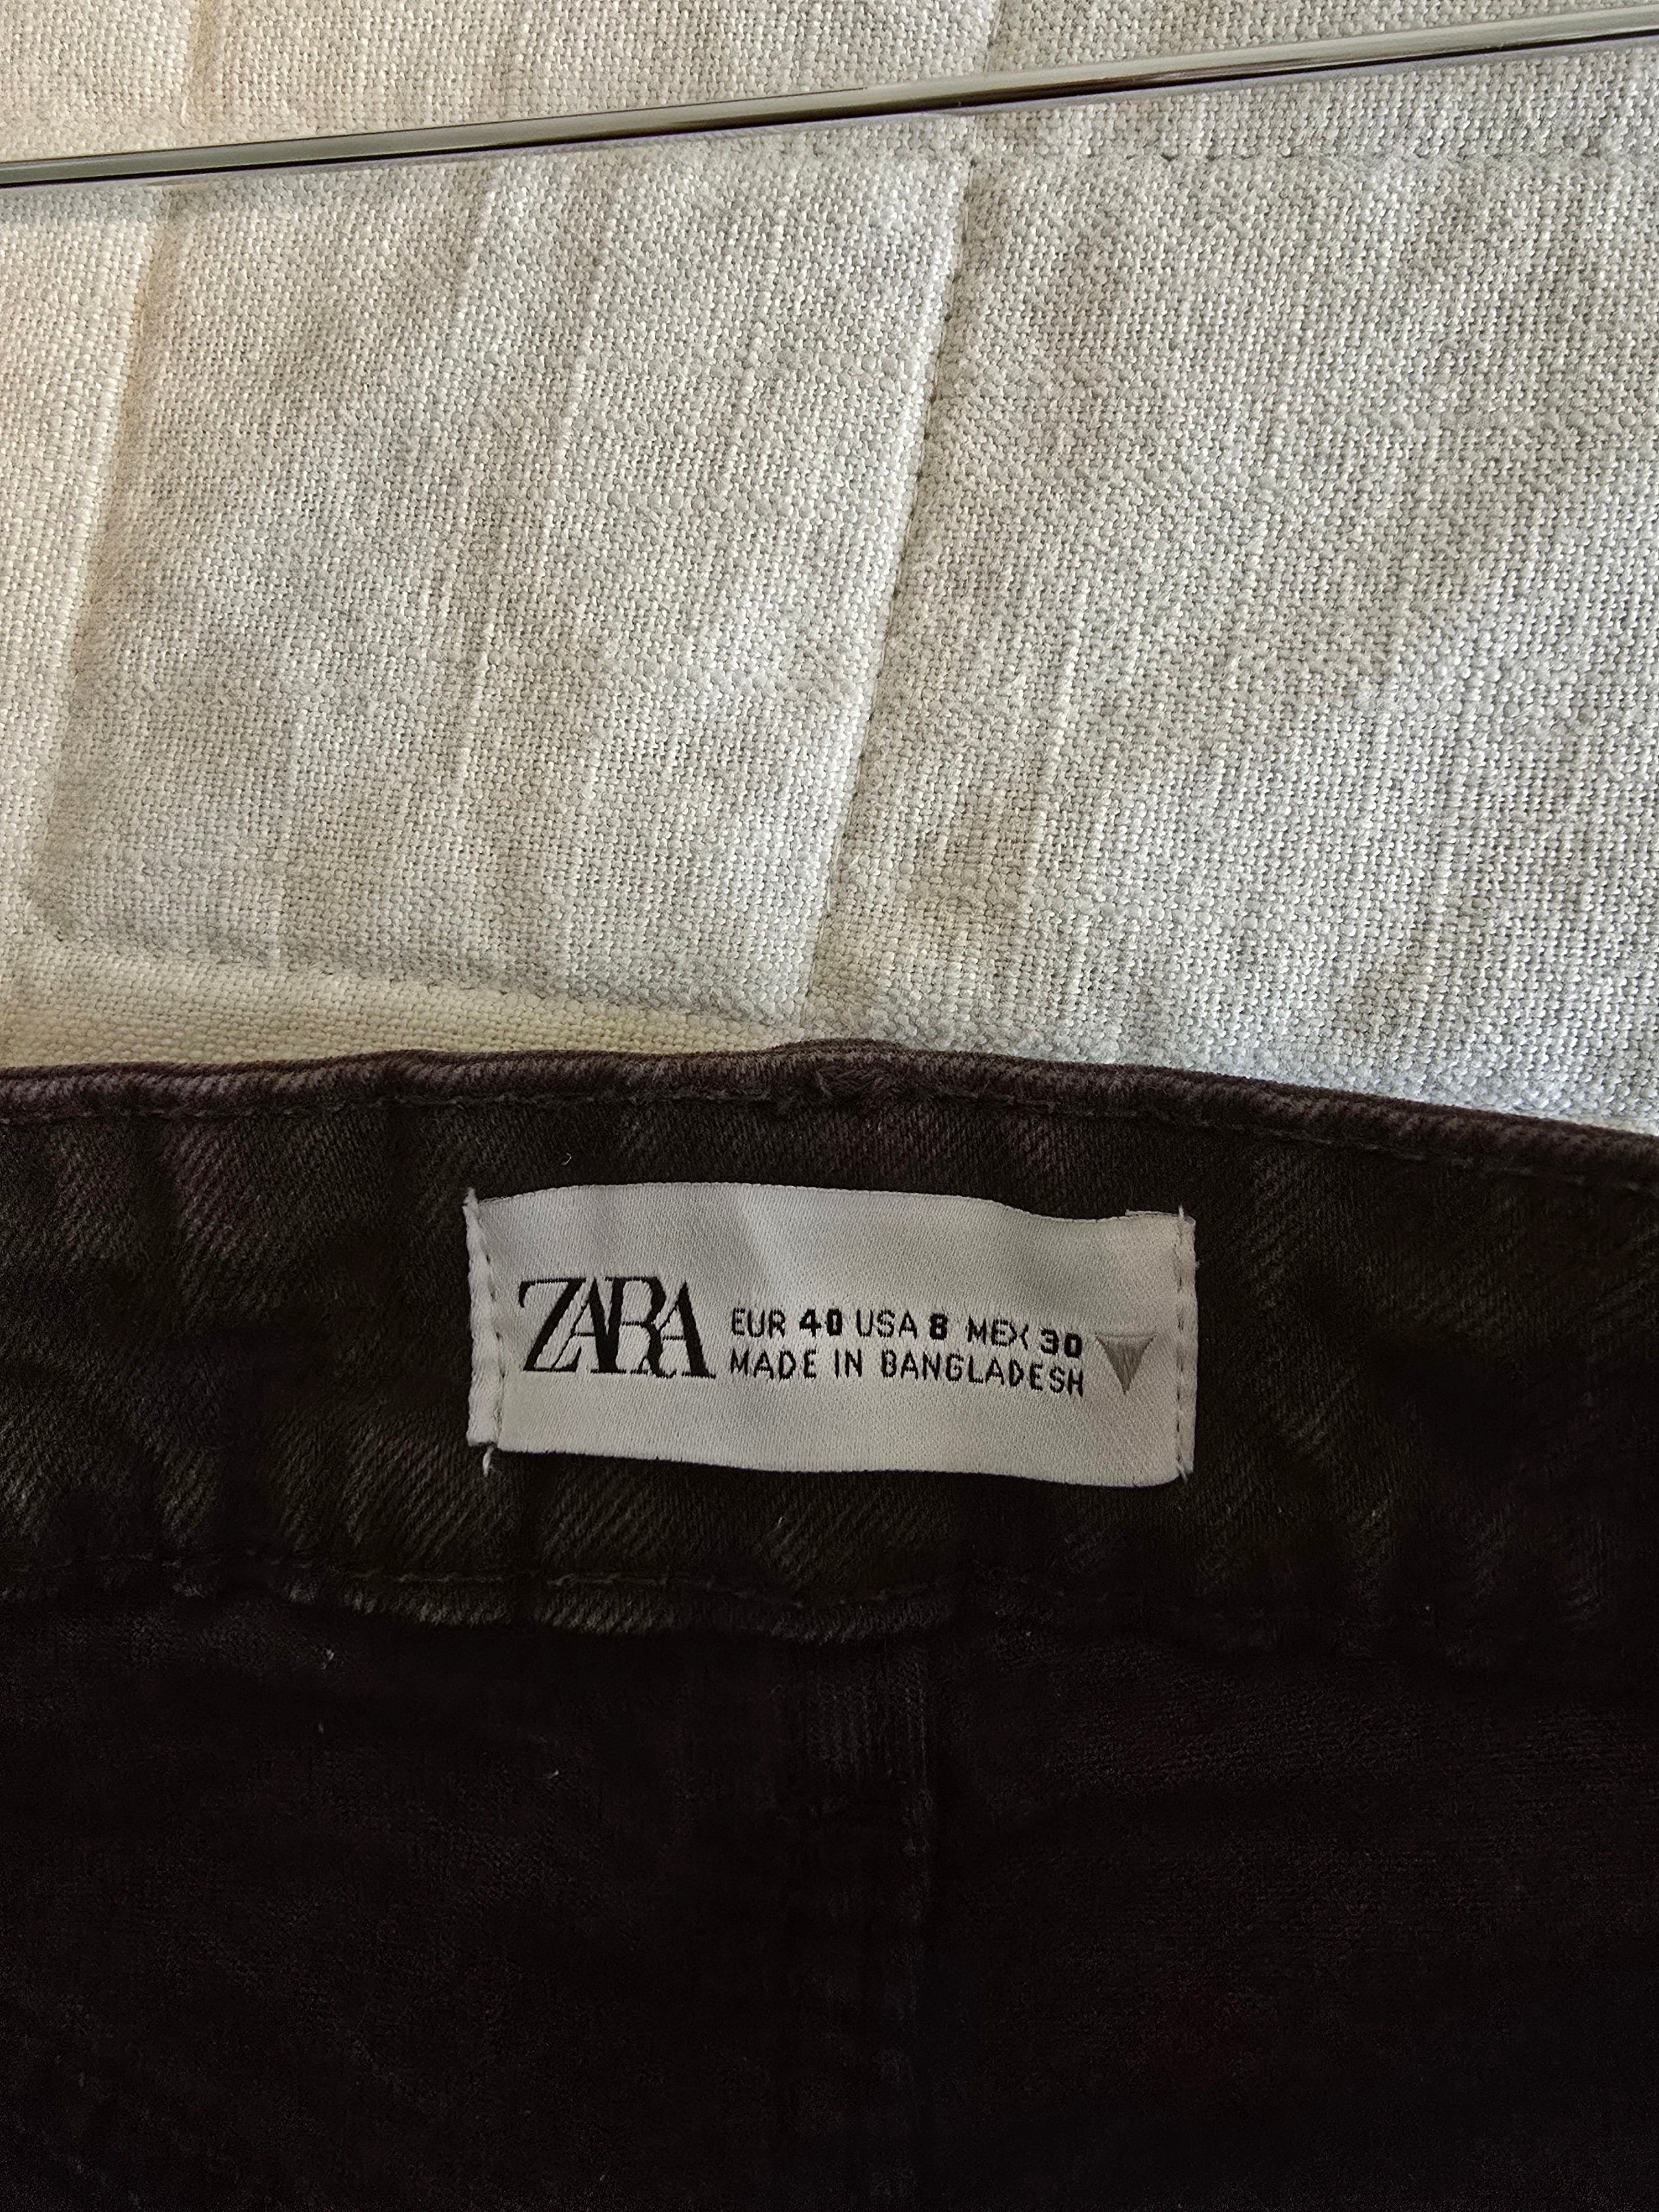 ZARA
EUR 40 USA 8 MEX 30
MADE IN BANGLADESH